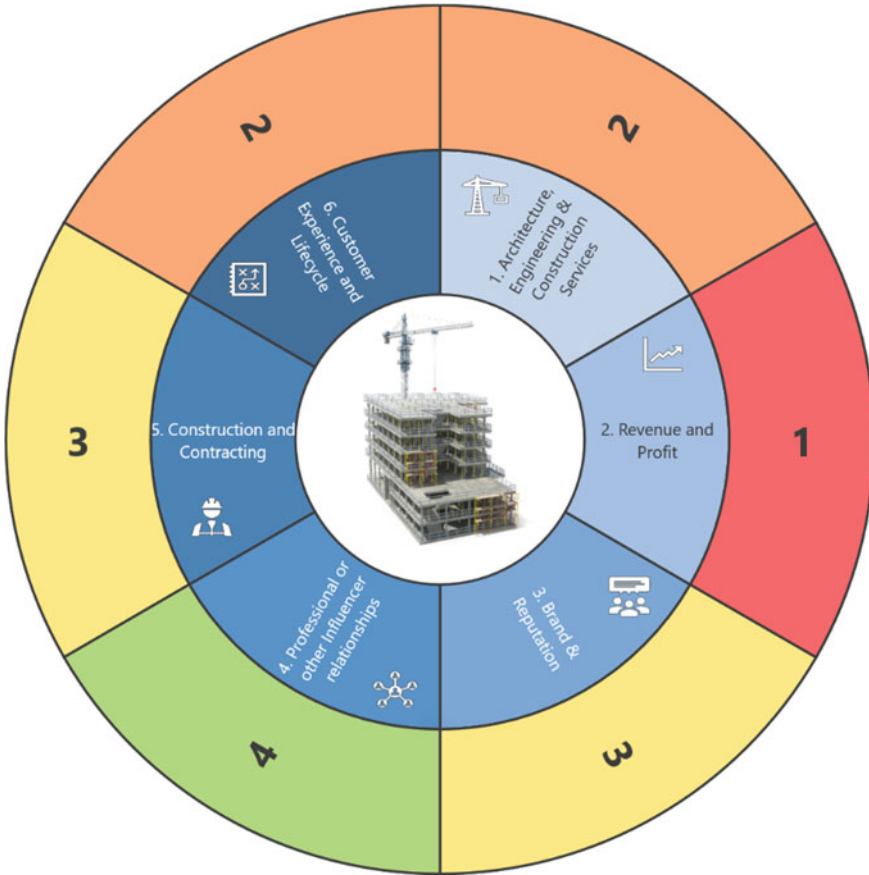 2
2
1
3
4
3
1. Architecture,
Engineering &
Construction
Services
2. Revenue and
Profit
3. Brand &
Reputation
4. Professional or
other Influencer
relationships
5. Construction and
Contracting
6. Customer
Experience and
Lifecycle